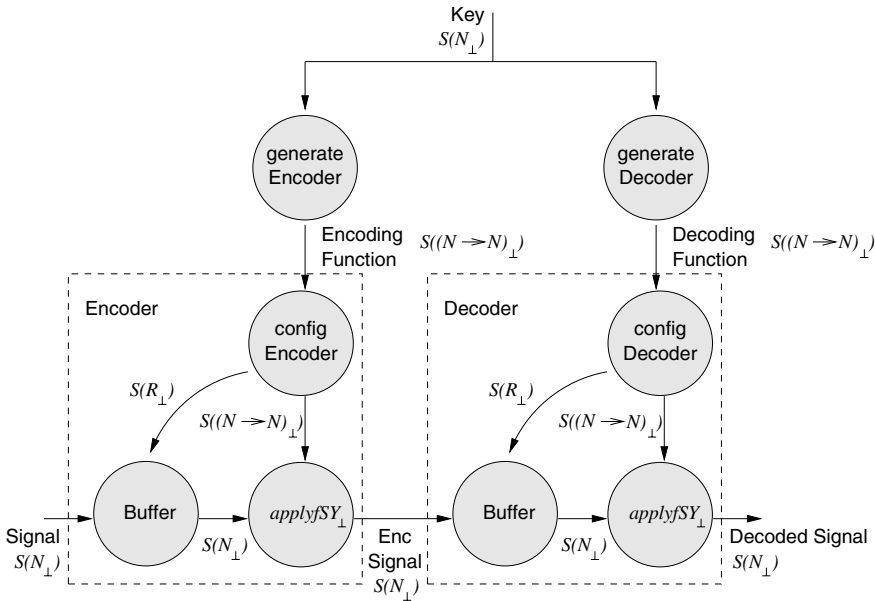 Key
S(N⊥)
generate
Encoder
generate
Decoder
Encoding
Function
S((N→N)⊥)
Decoding
Function
S((N→N)⊥)
Encoder
Decoder
config
Encoder
config
Decoder
S(R⊥)
S((N→N)⊥)
S(R⊥)
S((N→N)⊥)
Buffer
applyfSY⊥
Buffer
applyfSY⊥
Signal
S(N⊥)
S(N⊥)
Enc
Signal
S(N⊥)
S(N⊥)
Decoded Signal
S(N⊥)